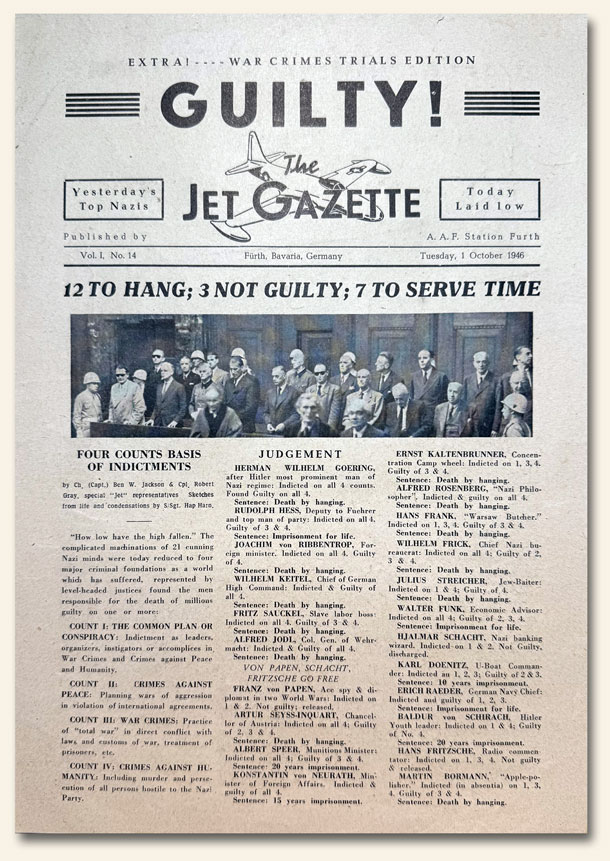 EXTRA! ---- WAR CRIMES TRIALS EDITION
GUILTY!
The
JET GAZETTE
Yesterday's
Top Nazis
Today
Laid low
Published by
A. A. F. Station Furth
Vol. I, No. 14
Fürth, Bavaria, Germany
Tuesday, 1 October 1946
12 TO HANG; 3 NOT GUILTY; 7 TO SERVE TIME
FOUR COUNTS BASIS
OF INDICTMENTS
by Ch. (Capt.) Ben W. Jackson & Cpl. Robert
Gray, special "Jet" representatives Sketches
from life and condensations by S/Sgt. Hap Harn.
"How low have the high fallen." The
complicated machinations of 21 cunning
Nazi minds were today reduced to four
major criminal foundations as a world
which has suffered, represented by
level-headed justices found the men
responsible for the death of millions
guilty on one or more:
COUNT I: THE COMMON PLAN OR
CONSPIRACY: Indictment as leaders,
organizers, instigators or accomplices in
War Crimes and Crimes against Peace
and Humanity.
COUNT II: CRIMES AGAINST
PEACE: Planning wars of aggression
in violation of international agreements.
COUNT III: WAR CRIMES: Practice
of "total war" in direct conflict with
laws and customs of war, treatment of
prisoners, etc.
COUNT IV: CRIMES AGAINST HU-
MANITY: Including murder and perse-
cution of all persons hostile to the Nazi
Party.
JUDGEMENT
HERMAN WILHELM GOERING,
after Hitler most prominent man of
Nazi regime: Indicted on all 4 counts.
Found Guilty on all 4.
Sentence: Death by hanging.
RUDOLPH HESS, Deputy to Fuehrer
and top man of party: Indicted on all 4.
Guilty of 3 & 4.
Sentence: Imprisonment for life.
JOACHIM von RIBBENTROP, For-
eign minister. Indicted on all 4. Guilty
of 4.
Sentence: Death by hanging.
WILHELM KEITEL, Chief of German
High Command: Indicted & Guilty of
all 4.
Sentence: Death by hanging.
FRITZ SAUCKEL, Slave labor boss:
Indicted on all 4. Guilty of 3 & 4.
Sentence: Death by hanging.
ALFRED JODL, Col. Gen. of Wehr-
macht: Indicted & Guilty of all 4.
Sentence: Death by hanging.
VON PAPEN, SCHACHT,
FRITZSCHE GO FREE
FRANZ von PAPEN, Ace spy & di-
plomat in two World Wars: Indicted on
1 & 2. Not guilty; released.
ARTUR SEYSS-INQUART, Chancel-
lor of Austria: Indicted on all 4; Guilty
of 2, 3 & 4.
Sentence: Death by hanging.
ALBERT SPEER, Munitions Minister:
Indicted on all 4; Guilty of 3 & 4.
Sentence: 20 years imprisonment.
KONSTANTIN von NEURATH, Min-
ister of Foreign Affairs. Indicted &
guilty of all 4.
Sentence: 15 years imprisonment.
ERNST KALTENBRUNNER, Concen-
tration Camp wheel: Indicted on 1, 3, 4.
Guilty of 3 & 4.
Sentence: Death by hanging.
ALFRED ROSENBERG, "Nazi Philo-
sopher". Indicted & guilty on all 4.
Sentence: Death by hanging.
HANS FRANK, "Warsaw Butcher."
Indicted on 1, 3, 4. Guilty of 3 & 4.
Sentence: Death by hanging.
WILHELM FRICK, Chief Nazi bu-
reaucrat: Indicted on all 4; Guilty of 2,
3 & 4.
Sentence: Death by hanging.
JULIUS STREICHER, Jew-Baiter:
Indicted on 1 & 4; Guilty of 4.
Sentence: Death by hanging.
WALTER FUNK, Economic Advisor:
Indicted on all 4; Guilty of 2, 3, 4.
Sentence: Imprisonment for life.
HJALMAR SCHACHT, Nazi banking
wizard. Indicted on 1 & 2. Not Guilty,
discharged.
KARL DOENITZ, U-Boat Comman-
der: Indicted on 1, 2, 3; Guilty of 2 & 3.
Sentence: 10 years imprisonment.
ERICH RAEDER, German Navy Chief:
Indicted and guilty of 1, 2, 3.
Sentence: Imprisonment for life.
BALDUR von SCHIRACH, Hitler
Youth leader: Indicted on 1 & 4; Guilty
of No. 4.
Sentence: 20 years imprisonment.
HANS FRITZSCHE, Radio commen-
tator: Indicted on 1, 3, 4. Not guilty
& released.
MARTIN BORMANN, "Apple-po-
lisher." Indicted (in absentia) on 1, 3,
4. Guilty of 3 & 4.
Sentence: Death by hanging.